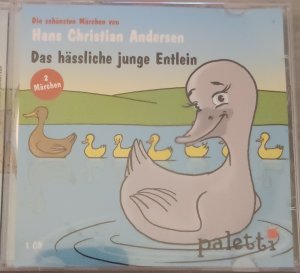 Die schönsten Märchen von
Hans Christian Andersen
Das hässliche junge Entlein
2
Märchen
1 CD
paletti